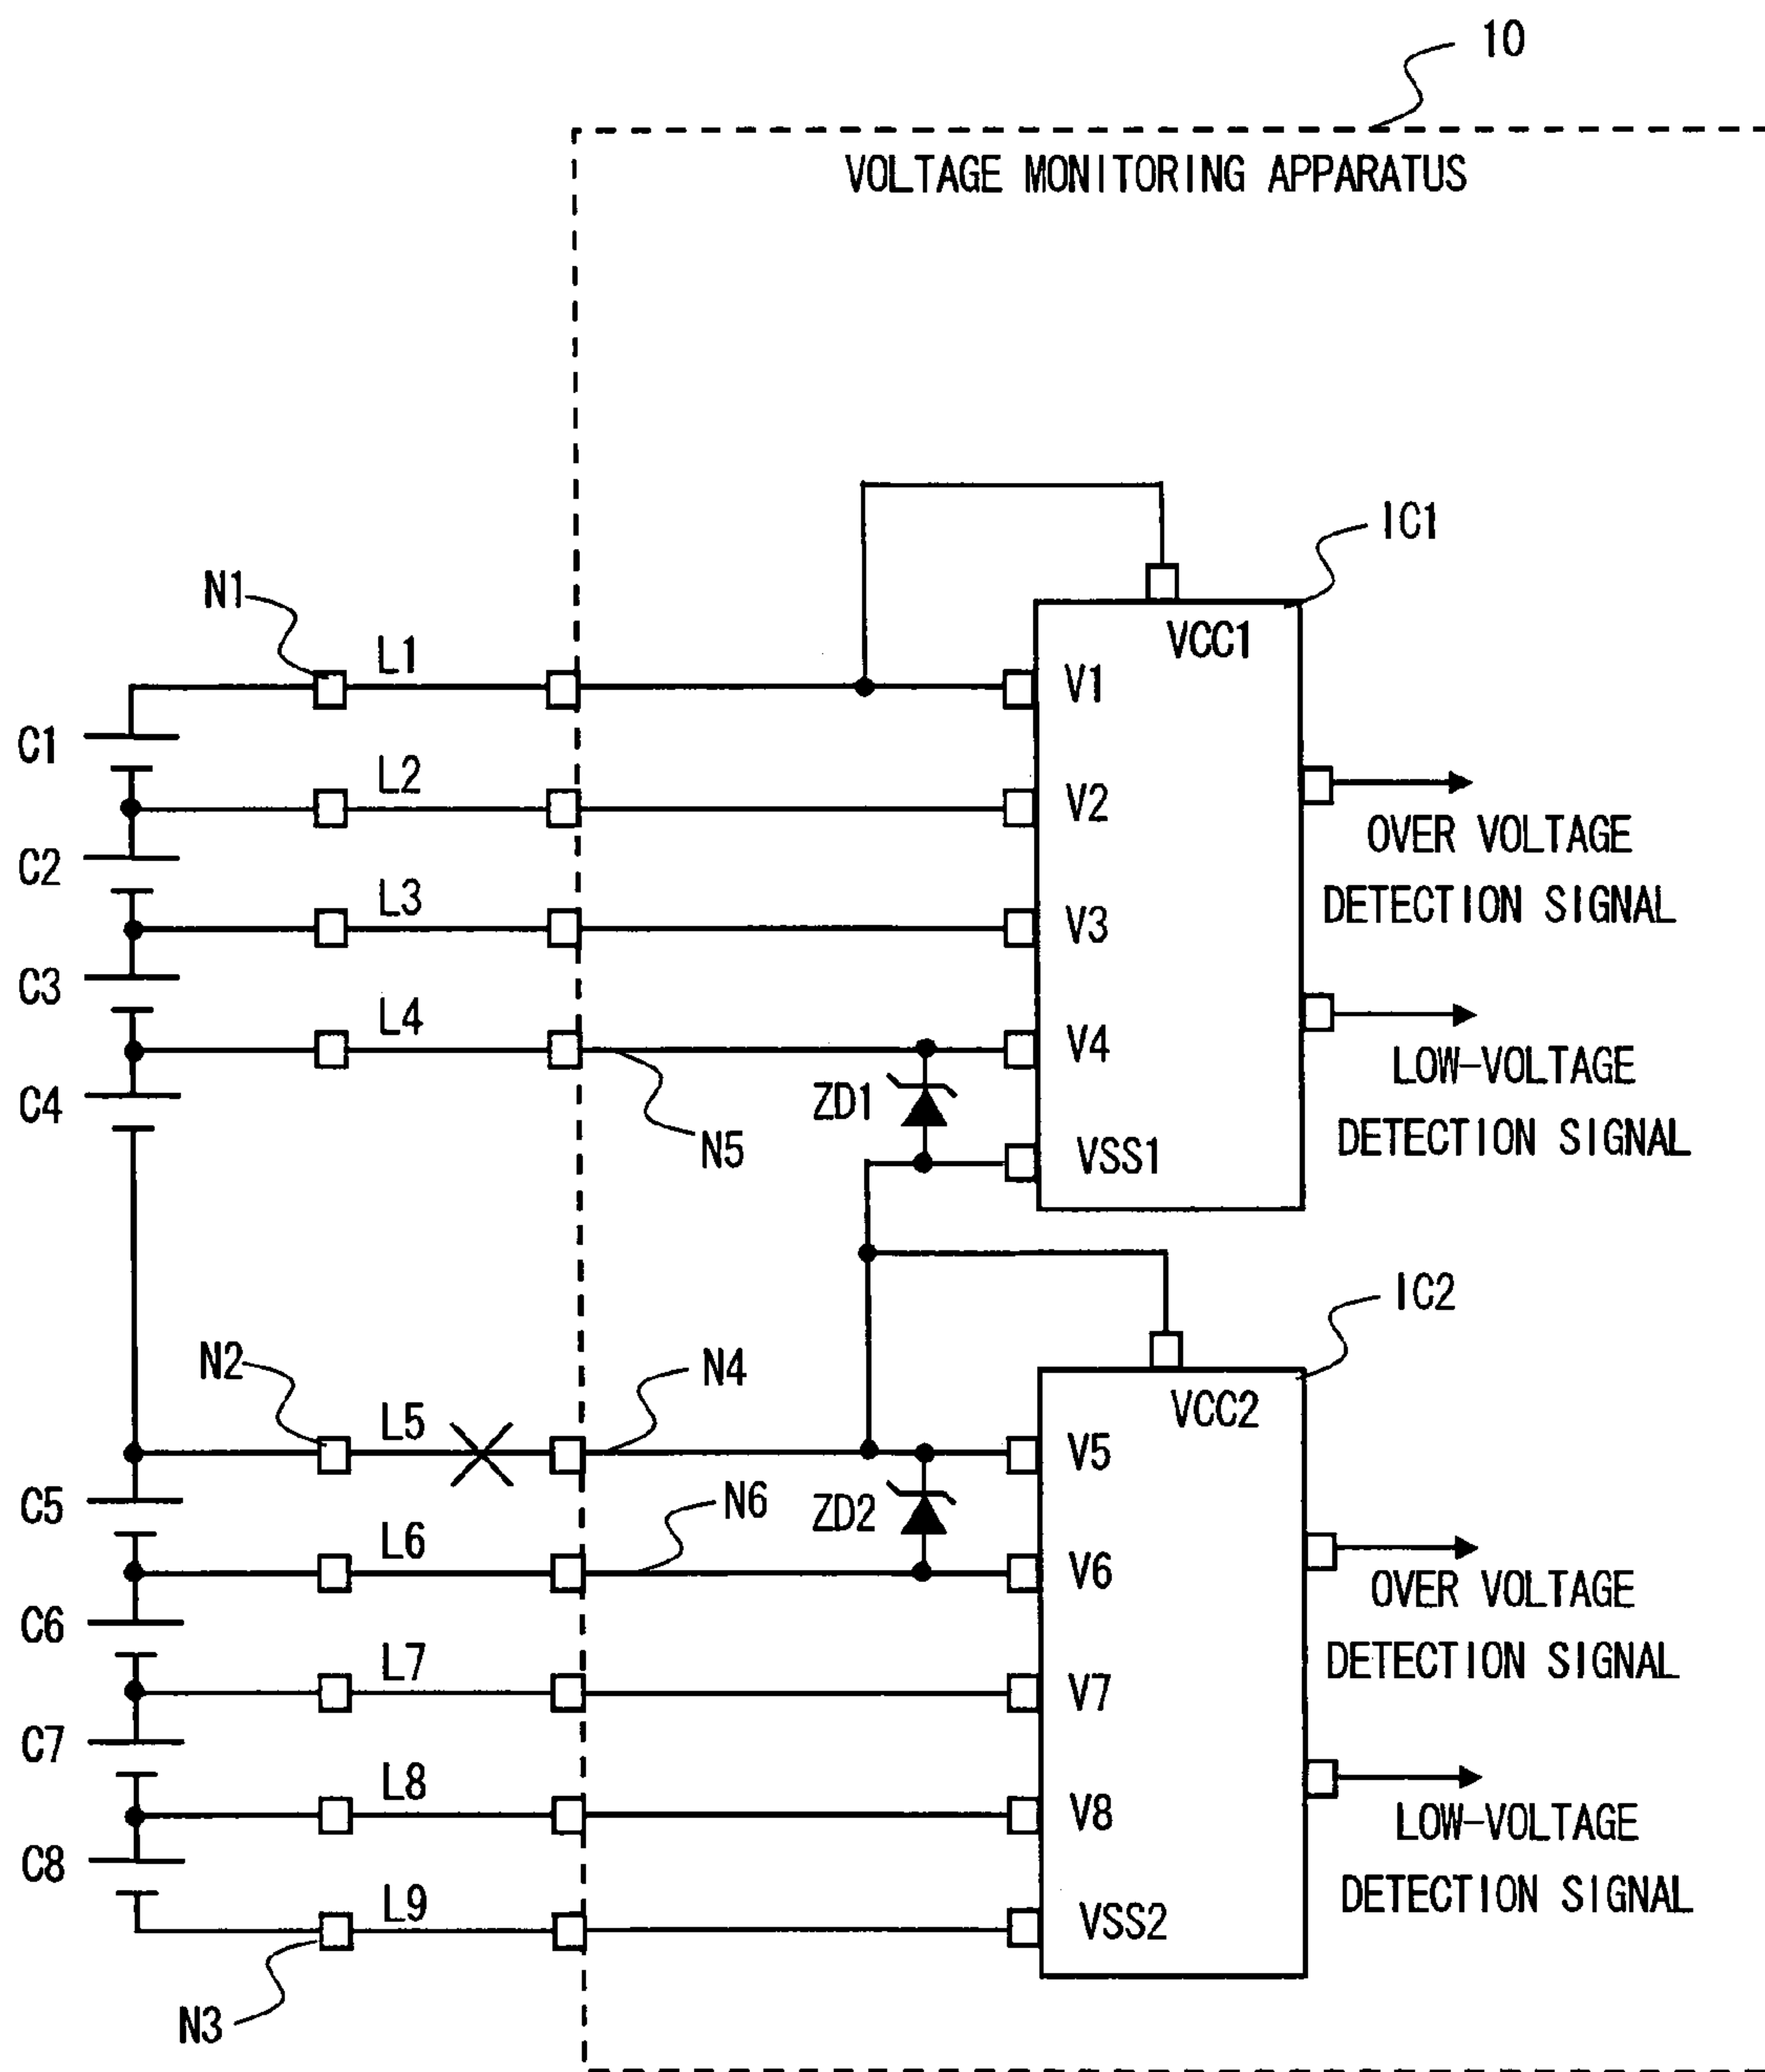 10
VOLTAGE MONITORING APPARATUS
IC1
N1
L1
VCC1
V1
C1
L2
V2
OVER VOLTAGE
DETECTION SIGNAL
C2
L3
V3
C3
L4
V4
LOW-VOLTAGE
DETECTION SIGNAL
C4
ZD1
N5
VSS1
IC2
N2
N4
L5
VCC2
V5
C5
N6
ZD2
L6
V6
OVER VOLTAGE
DETECTION SIGNAL
C6
L7
V7
C7
L8
V8
LOW-VOLTAGE
DETECTION SIGNAL
C8
L9
VSS2
N3